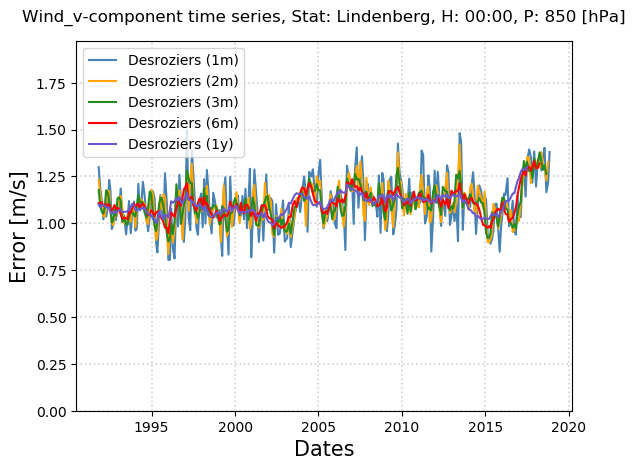 Wind_v-component time series, Stat: Lindenberg, H: 00:00, P: 850 [hPa]
Desroziers (1m)
Desroziers (2m)
Desroziers (3m)
Desroziers (6m)
Desroziers (1y)
Error [m/s]
1.75
1.50
1.25
1.00
0.75
0.50
0.25
0.00
1995 2000 2005 2010 2015 2020
Dates